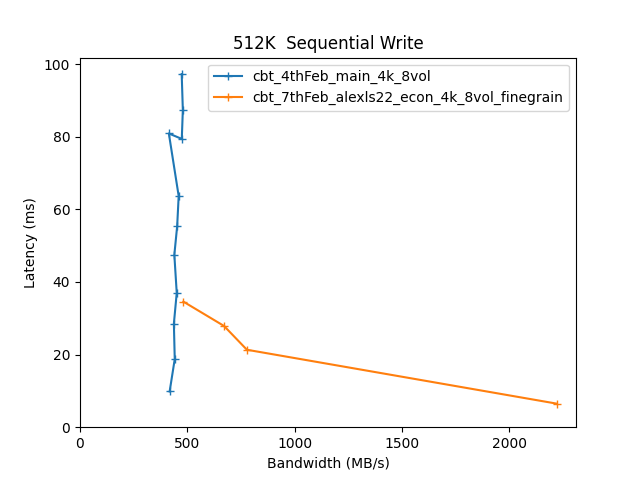 512K  Sequential Write
cbt_4thFeb_main_4k_8vol
cbt_7thFeb_alexls22_econ_4k_8vol_finegrain
100
80
60
40
20
0
Latency (ms)
0 500 1000 1500 2000
Bandwidth (MB/s)